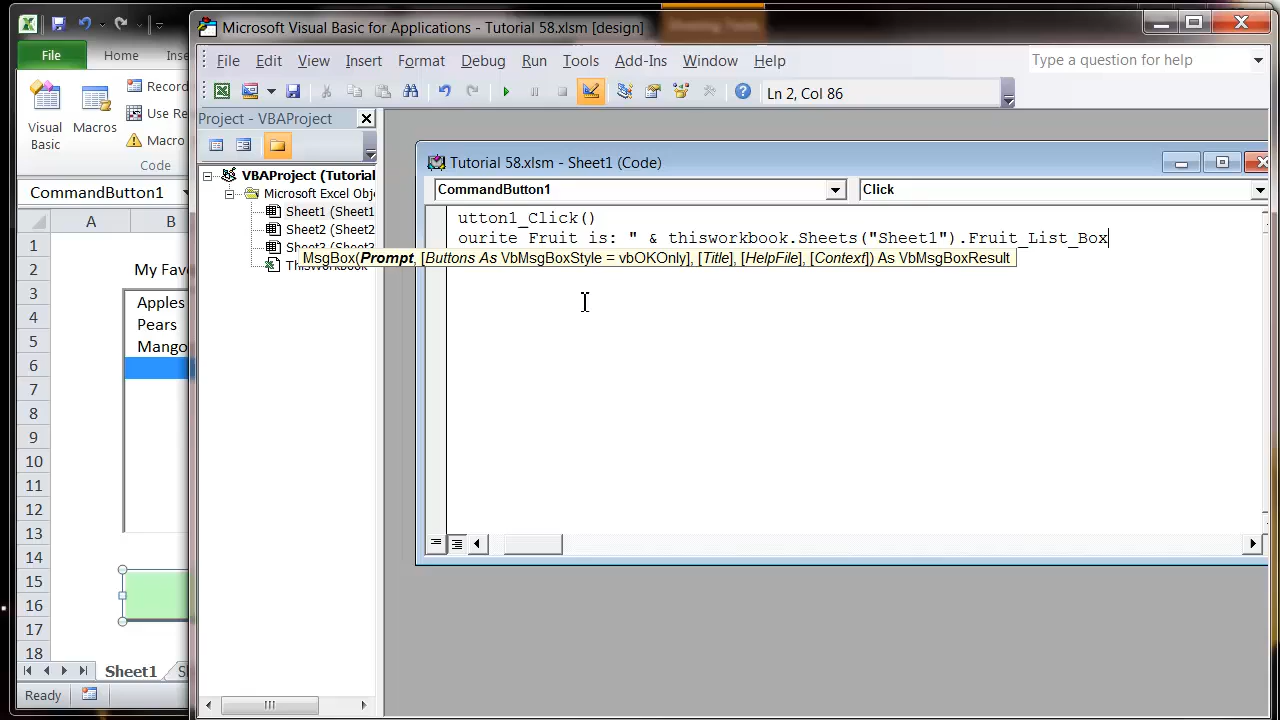 Microsoft Visual Basic for Applications - Tutorial 58.xlsm [design]
File Home Inse
File Edit View Insert Format Debug Run Tools Add-Ins Window Help Type a question for help
Visual Basic
Macros
Record
Use Re
Macro
Code
Ln 2, Col 86
Project - VBAProject
CommandButton1
VBAProject (Tutorial
Microsoft Excel Obje
Sheet1 (Sheet1
Sheet2 (Sheet2
Sheet3 (Sheet3
ThisWorkbook
Tutorial 58.xlsm - Sheet1 (Code)
CommandButton1 Click
utton1_Click()
ourite Fruit is: " & thisworkbook.Sheets("Sheet1").Fruit_List_Box
MsgBox(Prompt, [Buttons As VbMsgBoxStyle = vbOKOnly], [Title], [HelpFile], [Context]) As VbMsgBoxResult
A B
1
2 My Favo
3 Apples
4 Pears
5 Mango
6
7
8
9
10
11
12
13
14
15
16
17
18
Sheet1 Sh
Ready